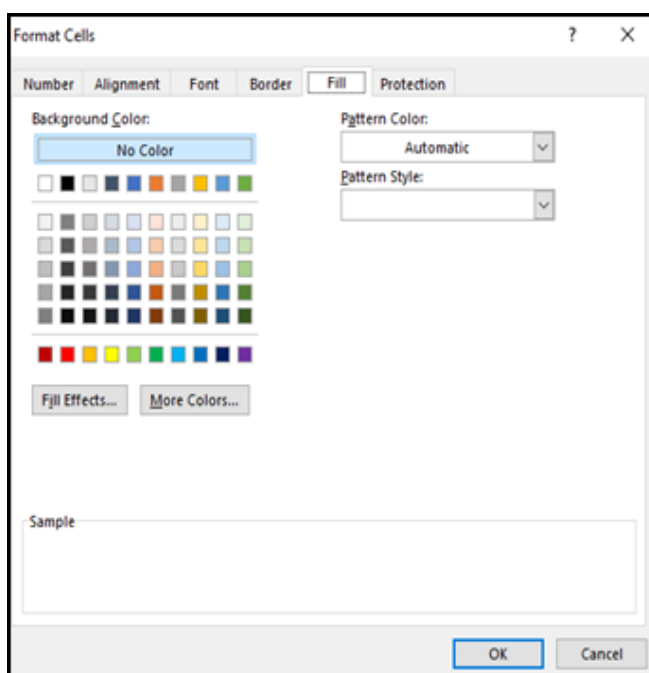 Format Cells ? X
Number Alignment Font Border Fill Protection
Background Color:
No Color
Pattern Color:
Automatic
Pattern Style:
Fill Effects... More Colors...
Sample
OK Cancel